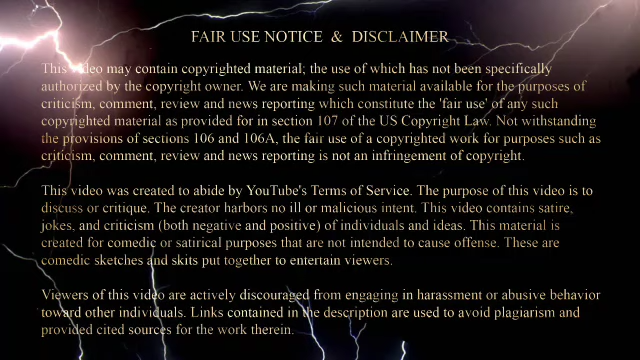 FAIR USE NOTICE & DISCLAIMER
This video may contain copyrighted material; the use of which has not been specifically
authorized by the copyright owner. We are making such material available for the purposes of
criticism, comment, review and news reporting which constitute the 'fair use' of any such
copyrighted material as provided for in section 107 of the US Copyright Law. Not withstanding
the provisions of sections 106 and 106A, the fair use of a copyrighted work for purposes such as
criticism, comment, review and news reporting is not an infringement of copyright.
This video was created to abide by YouTube's Terms of Service. The purpose of this video is to
discuss or critique. The creator harbors no ill or malicious intent. This video contains satire,
jokes, and criticism (both negative and positive) of individuals and ideas. This material is
created for comedic or satirical purposes that are not intended to cause offense. These are
comedic sketches and skits put together to entertain viewers.
Viewers of this video are actively discouraged from engaging in harassment or abusive behavior
toward other individuals. Links contained in the description are used to avoid plagiarism and
provided cited sources for the work therein.